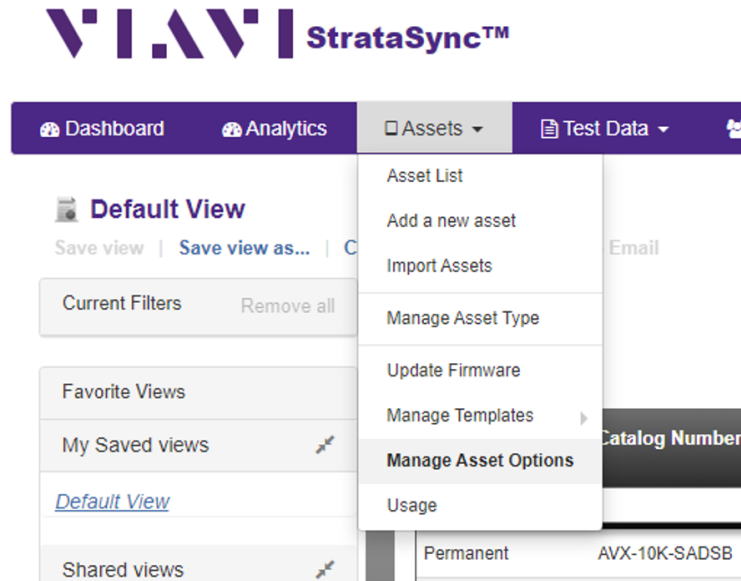 VIAVI StrataSync™
Dashboard Analytics Assets Test Data
Asset List
Add a new asset
Import Assets
Manage Asset Type
Update Firmware
Manage Templates
Manage Asset Options
Usage
Default View
Save view | Save view as... | C Email
Current Filters Remove all
Favorite Views
My Saved views
Default View
Shared views
Catalog Number
Permanent AVX-10K-SADSB